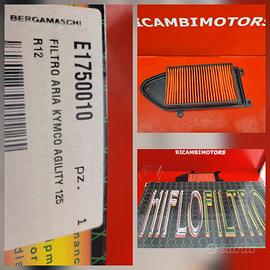 BERGAMASCHI
E1750010
FILTRO ARIA KYMCO AGILITY 125
R12
pz. 1
RICAMBIMOTORS
RICAMBIMOTORS
HIFLOFILTRO